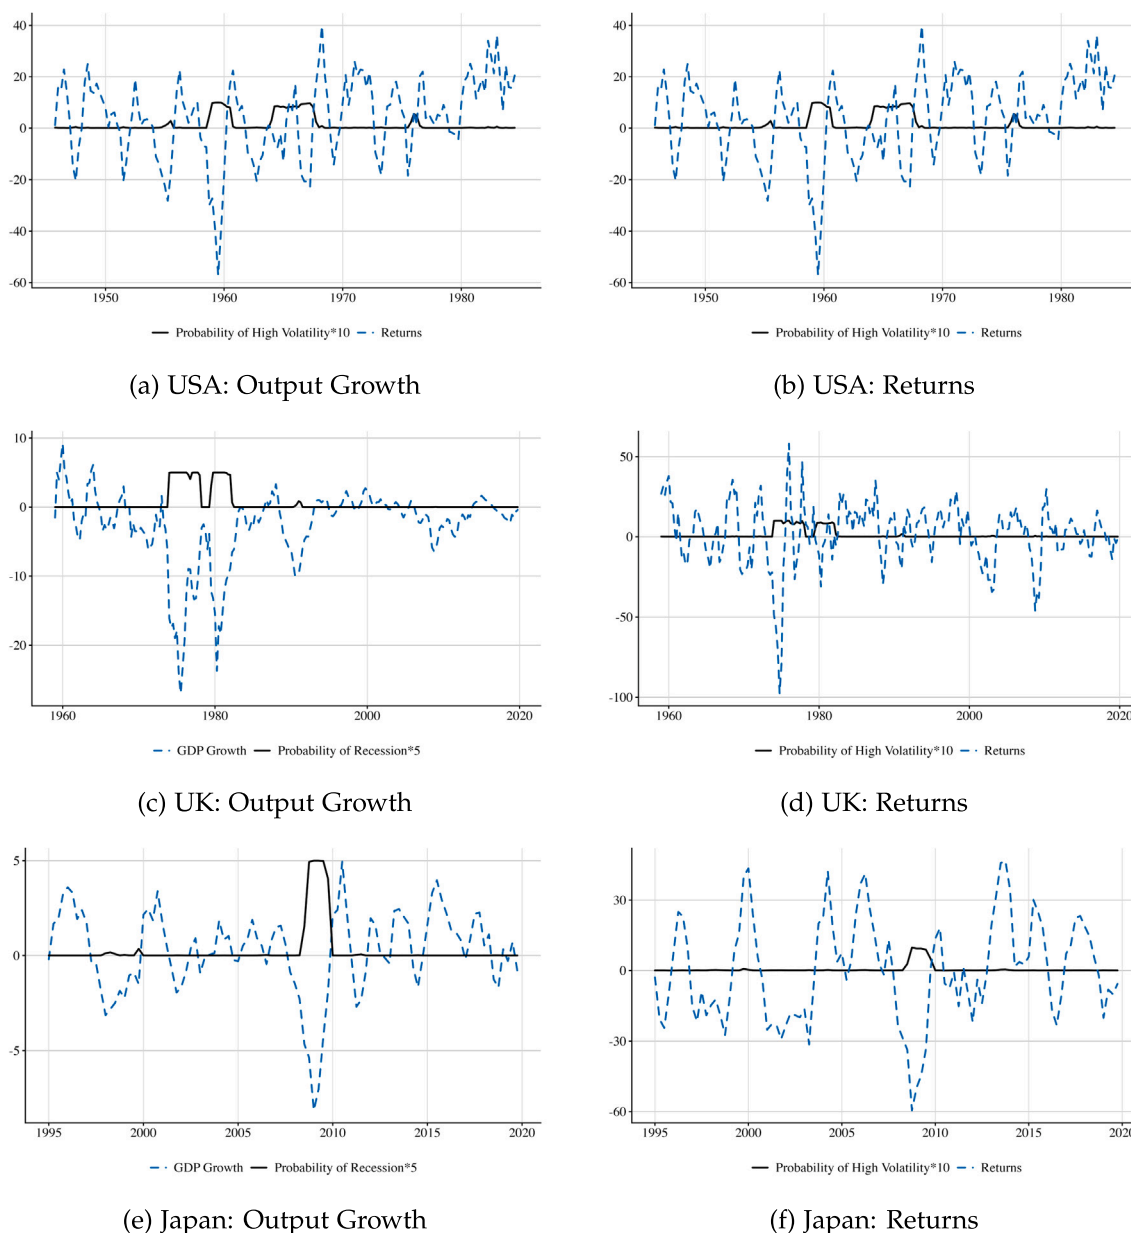 40
20
0
-20
-40
-60
1950 1960 1970 1980
Probability of High Volatility*10 Returns
(a) USA: Output Growth
40
20
0
-20
-40
-60
1950 1960 1970 1980
Probability of High Volatility*10 Returns
(b) USA: Returns
10
0
-10
-20
1960 1980 2000 2020
GDP Growth Probability of Recession*5
(c) UK: Output Growth
50
0
-50
-100
1960 1980 2000 2020
Probability of High Volatility*10 Returns
(d) UK: Returns
5
0
-5
1995 2000 2005 2010 2015 2020
GDP Growth Probability of Recession*5
(e) Japan: Output Growth
30
0
-30
-60
1995 2000 2005 2010 2015 2020
Probability of High Volatility*10 Returns
(f) Japan: Returns